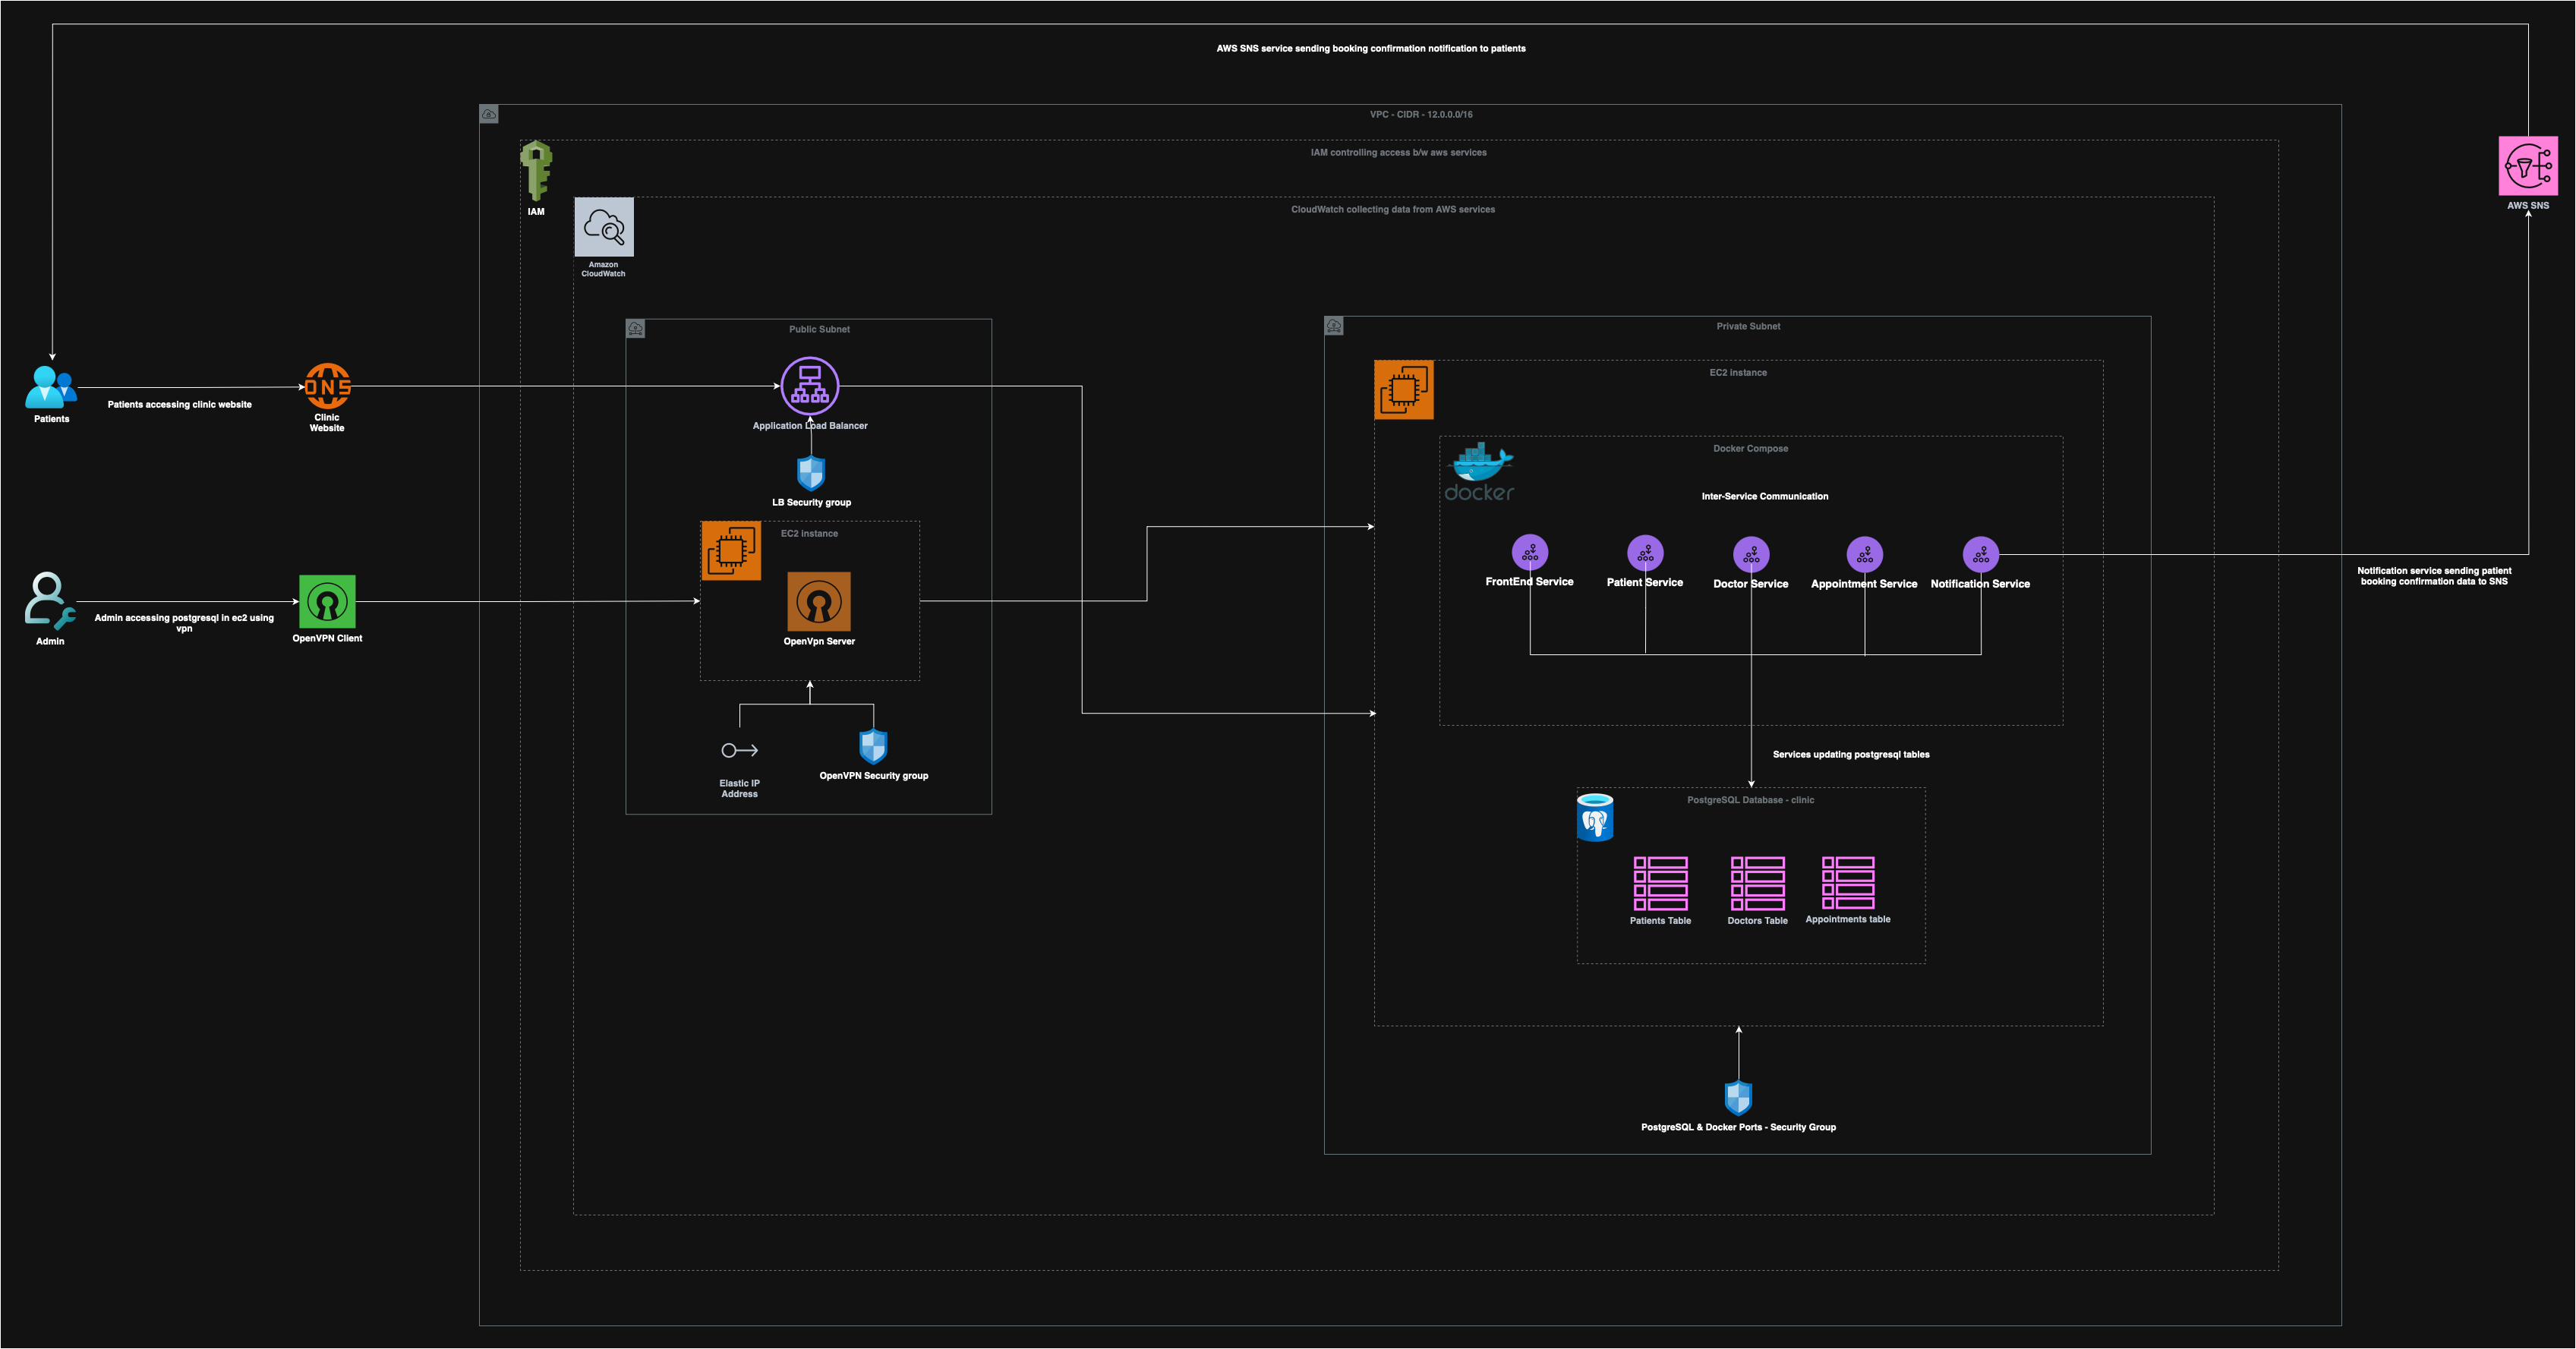 AWS SNS service sending booking confirmation notification to patients
VPC - CIDR - 12.0.0.0/16
IAM controlling access b/w aws services
IAM
CloudWatch collecting data from AWS services
Amazon
CloudWatch
AWS SNS
Public Subnet
Private Subnet
Patients
Patients accessing clinic website
DNS
Clinic
Website
Application Load Balancer
LB Security group
EC2 instance
Docker Compose
docker
Inter-Service Communication
EC2 instance
FrontEnd Service
Patient Service
Doctor Service
Appointment Service
Notification Service
Notification service sending patient
booking confirmation data to SNS
Admin
Admin accessing postgresql in ec2 using
vpn
OpenVPN Client
OpenVpn Server
Elastic IP
Address
OpenVPN Security group
Services updating postgresql tables
PostgreSQL Database - clinic
Patients Table
Doctors Table
Appointments table
PostgreSQL & Docker Ports - Security Group